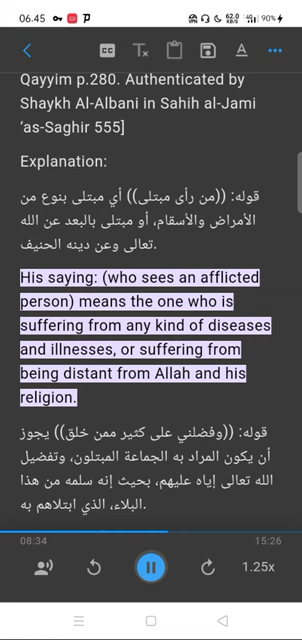 06.45
62.0 KB/S
4G
90%
CC
A
Qayyim p.280. Authenticated by
Shaykh Al-Albani in Sahih al-Jami
‘as-Saghir 555]
Explanation:
قوله: ((من رأى مبتلى)) أي مبتلى بنوع من
الأمراض والأسقام، أو مبتلى بالبعد عن الله
تعالى وعن دينه الحنيف.
His saying: (who sees an afflicted
person) means the one who is
suffering from any kind of diseases
and illnesses, or suffering from
being distant from Allah and his
religion.
قوله: ((وفضلني على كثير ممن خلق)) يجوز
أن يكون المراد به الجماعة المبتلون، وتفضيل
الله تعالى إياه عليهم، بحيث إنه سلمه من هذا
البلاء، الذي ابتلاهم به.
08:34
15:26
1.25x